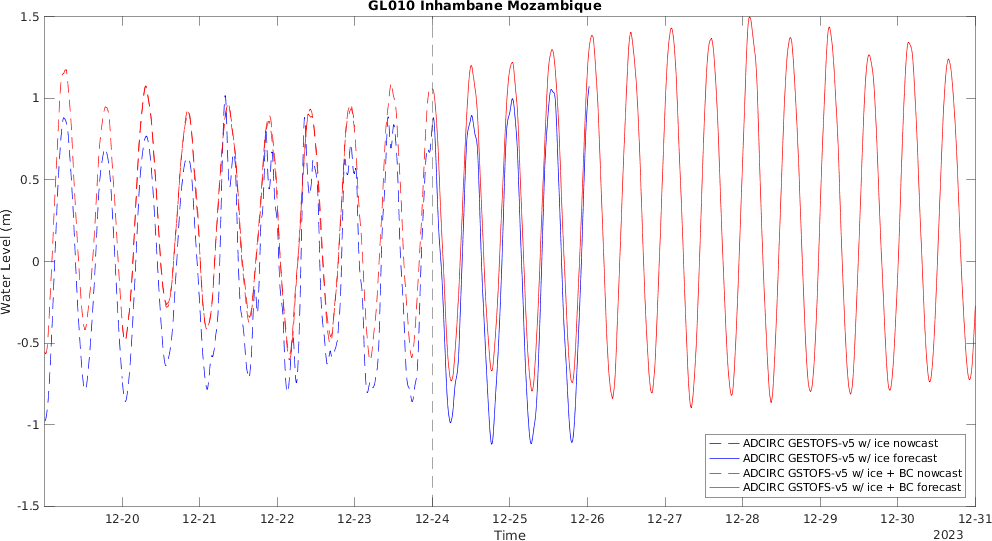 GL010 Inhambane Mozambique
1.5
1
0.5
0
-0.5
-1
-1.5
Water Level (m)
12-20 12-21 12-22 12-23 12-24 12-25 12-26 12-27 12-28 12-29 12-30 12-31
Time
2023
ADCIRC GESTOFS-v5 w/ ice nowcast
ADCIRC GESTOFS-v5 w/ ice forecast
ADCIRC GSTOFS-v5 w/ ice + BC nowcast
ADCIRC GSTOFS-v5 w/ ice + BC forecast